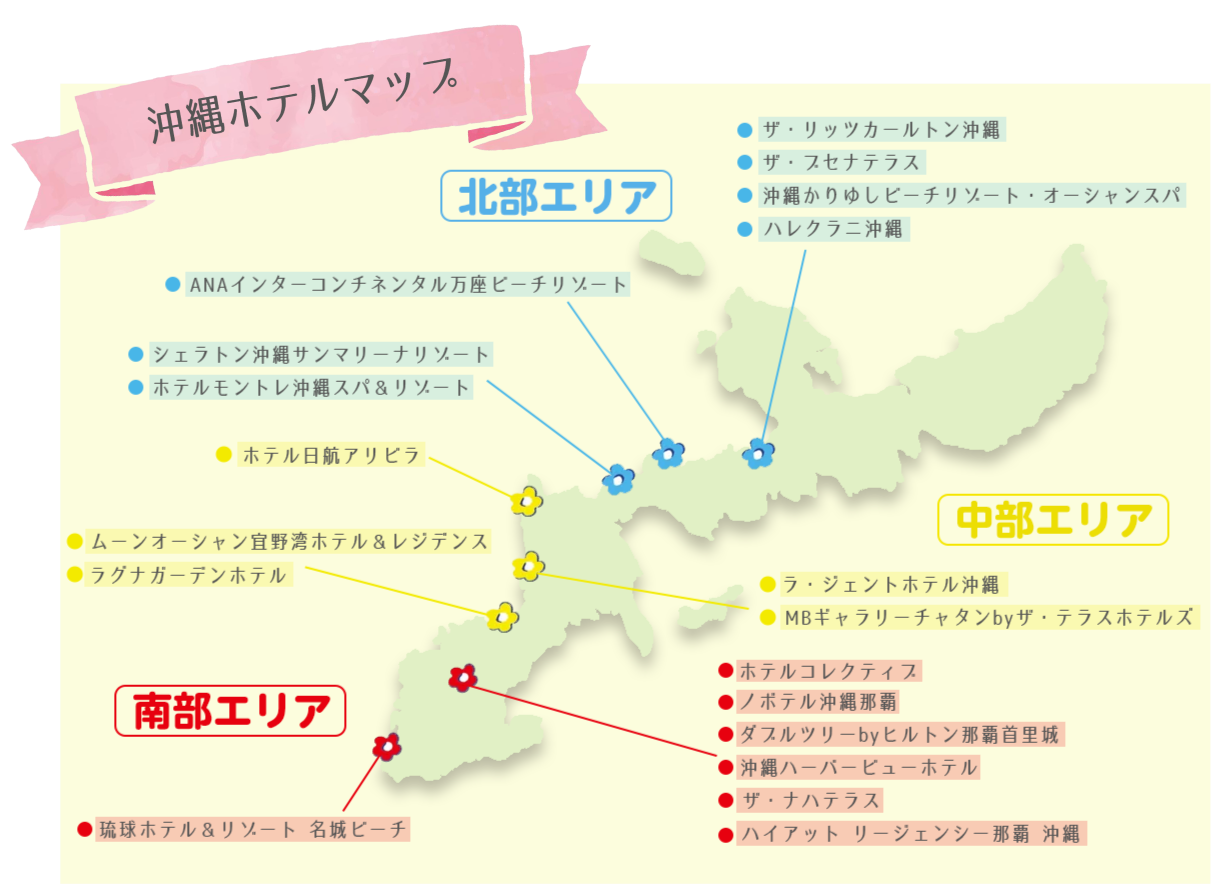 沖縄ホテルマップ
北部エリア
ザ・リッツカールトン沖縄
ザ・ブセナテラス
沖縄かりゆしビーチリゾート・オーシャンスパ
ハレクラニ沖縄
ANAインターコンチネンタル万座ビーチリゾート
シェラトン沖縄サンマリーナリゾート
ホテルモントレ沖縄スパ&リゾート
中部エリア
ホテル日航アリビラ
ムーンオーシャン宜野湾ホテル&レジデンス
ラグナガーデンホテル
ラ・ジェントホテル沖縄
MBギャラリーチャタンbyザ・テラスホテルズ
南部エリア
ホテルコレクティブ
ノボテル沖縄那覇
ダブルツリーbyヒルトン那覇首里城
沖縄ハーバービューホテル
ザ・ナハテラス
ハイアット リージェンシー那覇 沖縄
琉球ホテル&リゾート 名城ビーチ